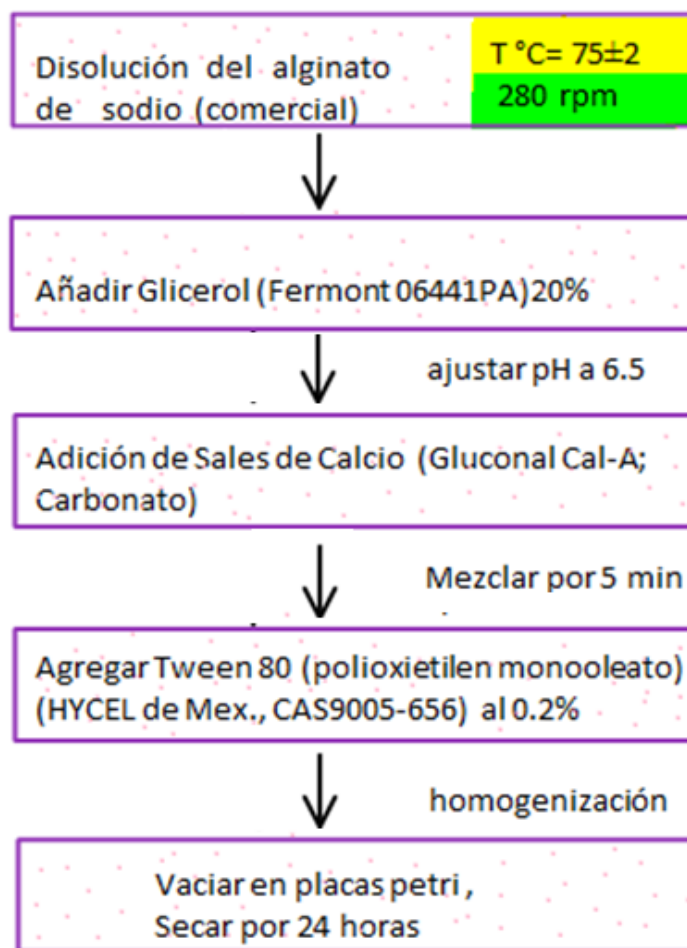 Disolución del alginato
de sodio (comercial)
T °C= 75±2
280 rpm
Añadir Glicerol (Fermont 06441PA)20%
ajustar pH a 6.5
Adición de Sales de Calcio (Gluconal Cal-A;
Carbonato)
Mezclar por 5 min
Agregar Tween 80 (polioxietilen monooleato)
(HYCEL de Mex., CAS9005-656) al 0.2%
homogenización
Vaciar en placas petri ,
Secar por 24 horas